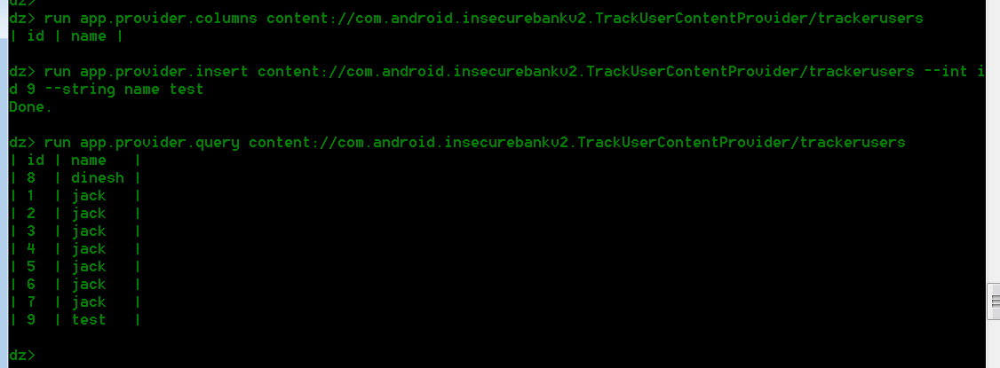 dz>
dz> run app.provider.columns content://com.android.insecurebankv2.TrackUserContentProvider/trackerusers
| id | name |
dz> run app.provider.insert content://com.android.insecurebankv2.TrackUserContentProvider/trackerusers --int i
d 9 --string name test
Done.
dz> run app.provider.query content://com.android.insecurebankv2.TrackUserContentProvider/trackerusers
| id | name   |
| 8  | dinesh |
| 1  | jack   |
| 2  | jack   |
| 3  | jack   |
| 4  | jack   |
| 5  | jack   |
| 6  | jack   |
| 7  | jack   |
| 9  | test   |
dz>